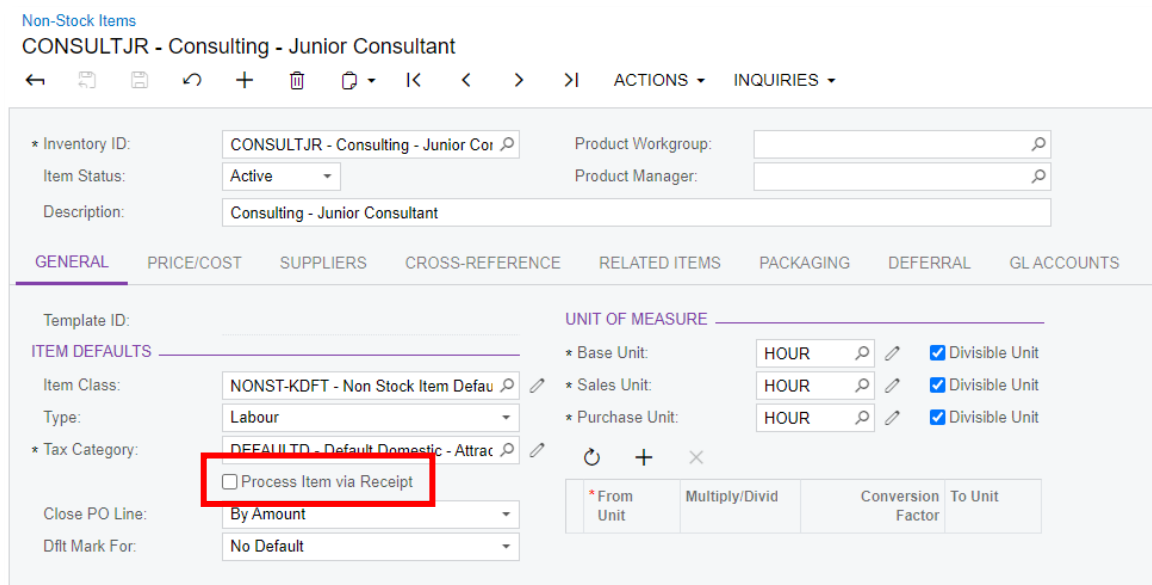 Non-Stock Items
CONSULTJR - Consulting - Junior Consultant
ACTIONS INQUIRIES
* Inventory ID: CONSULTJR - Consulting - Junior Cor Product Workgroup:
Item Status: Active Product Manager:
Description: Consulting - Junior Consultant
GENERAL PRICE/COST SUPPLIERS CROSS-REFERENCE RELATED ITEMS PACKAGING DEFERRAL GL ACCOUNTS
Template ID: UNIT OF MEASURE
ITEM DEFAULTS * Base Unit: HOUR Divisible Unit
Item Class: NONST-KDFT - Non Stock Item Defau * Sales Unit: HOUR Divisible Unit
Type: Labour * Purchase Unit: HOUR Divisible Unit
* Tax Category: DEFAULTD - Default Domestic - Attrac
Process Item via Receipt
* From Unit Multiply/Divid Conversion Factor To Unit
Close PO Line: By Amount
Dflt Mark For: No Default